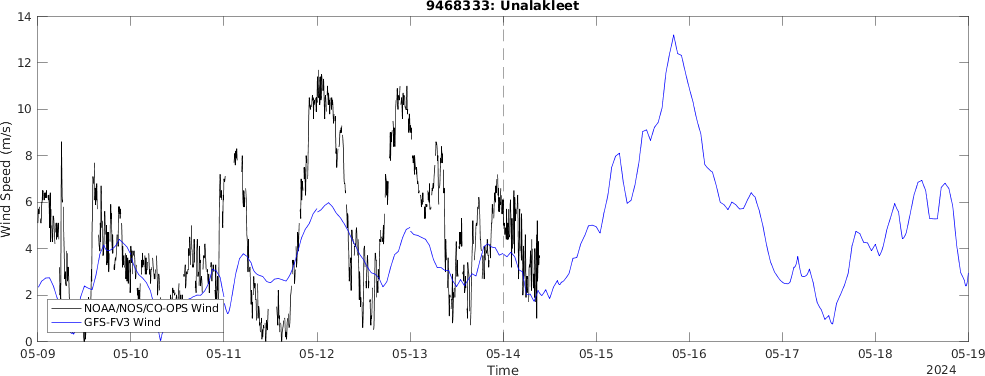 9468333: Unalakleet
14
12
10
8
6
4
2
0
Wind Speed (m/s)
NOAA/NOS/CO-OPS Wind
GFS-FV3 Wind
05-09 05-10 05-11 05-12 05-13 05-14 05-15 05-16 05-17 05-18 05-19
Time
2024